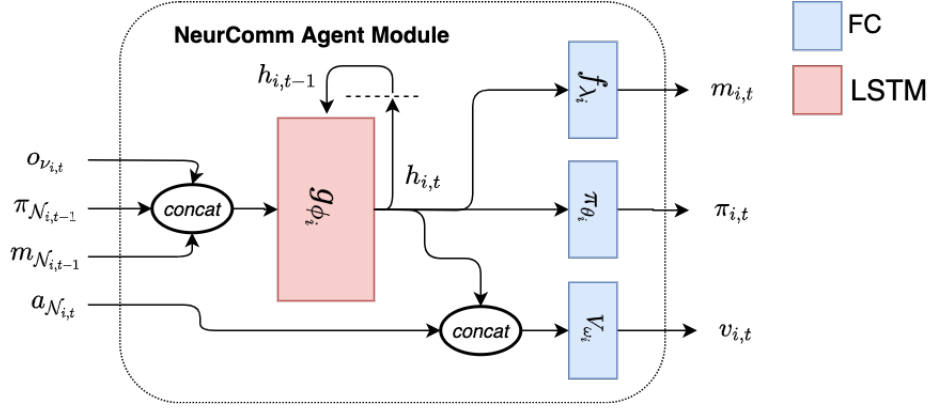 NeurComm Agent Module
FC
LSTM
h_{i,t-1}
f_{λ_i}
m_{i,t}
o_{ν_{i,t}}
π_{𝒩_{i,t-1}}
concat
g_{ϕ_i}
h_{i,t}
π_{θ_i}
π_{i,t}
m_{𝒩_{i,t-1}}
a_{𝒩_{i,t}}
concat
V_{ω_i}
v_{i,t}